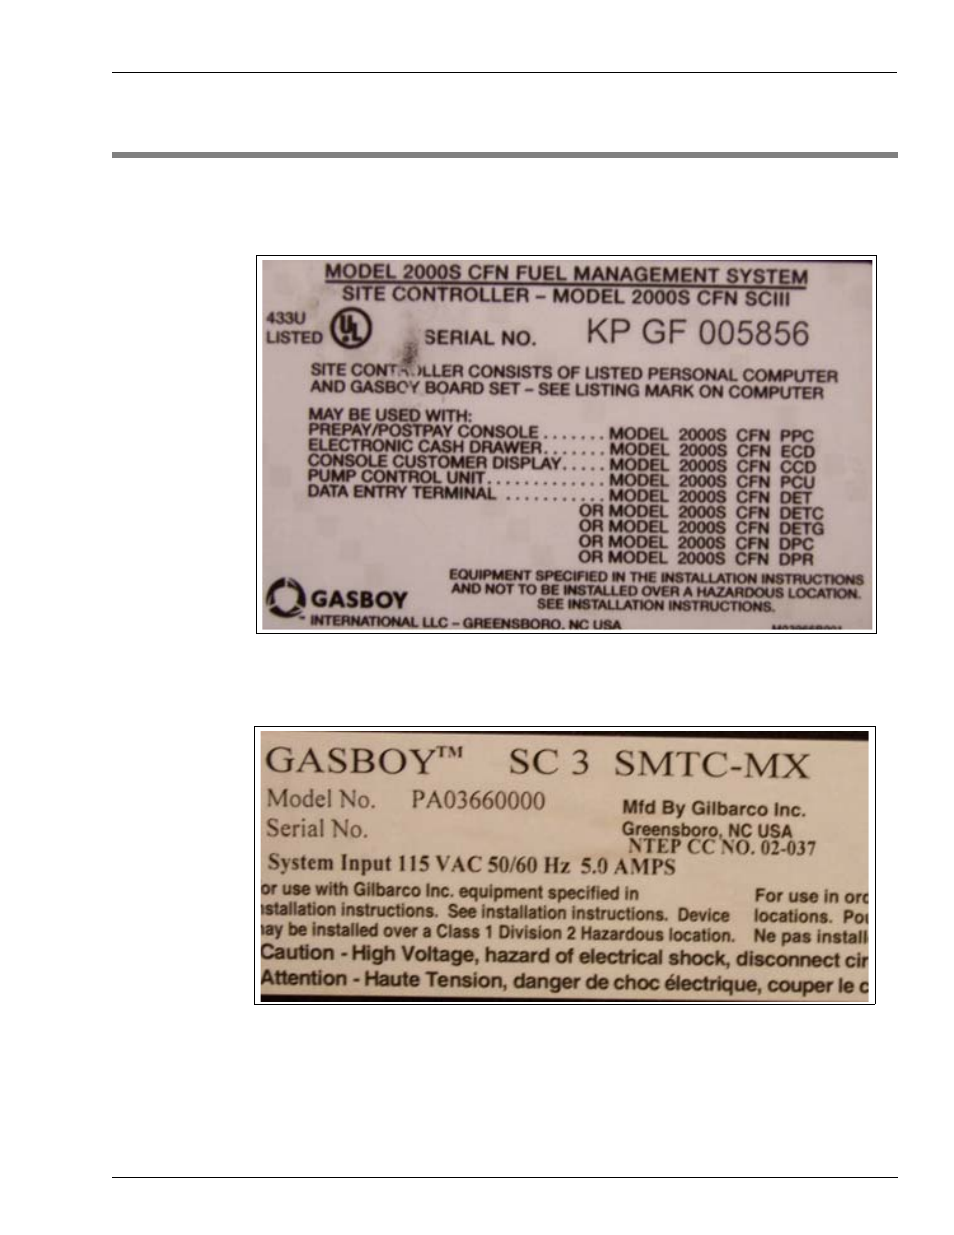 MODEL 2000S CFN FUEL MANAGEMENT SYSTEM
SITE CONTROLLER – MODEL 2000S CFN SCIII
433U
LISTED UL SERIAL NO. KP GF 005856
SITE CONTROLLER CONSISTS OF LISTED PERSONAL COMPUTER
AND GASBOY BOARD SET – SEE LISTING MARK ON COMPUTER
MAY BE USED WITH:
PREPAY/POSTPAY CONSOLE . . . . . . . MODEL 2000S CFN PPC
ELECTRONIC CASH DRAWER . . . . . . . MODEL 2000S CFN ECD
CONSOLE CUSTOMER DISPLAY. . . . . MODEL 2000S CFN CCD
PUMP CONTROL UNIT . . . . . . . . . . . . . MODEL 2000S CFN PCU
DATA ENTRY TERMINAL . . . . . . . . . . . MODEL 2000S CFN DET
OR MODEL 2000S CFN DETC
OR MODEL 2000S CFN DETG
OR MODEL 2000S CFN DPC
OR MODEL 2000S CFN DPR
EQUIPMENT SPECIFIED IN THE INSTALLATION INSTRUCTIONS
AND NOT TO BE INSTALLED OVER A HAZARDOUS LOCATION.
SEE INSTALLATION INSTRUCTIONS.
GASBOY
INTERNATIONAL LLC – GREENSBORO, NC USA
GASBOY™ SC 3 SMTC-MX
Model No. PA03660000
Serial No.
Mfd By Gilbarco Inc.
Greensboro, NC USA
NTEP CC NO. 02-037
System Input 115 VAC 50/60 Hz 5.0 AMPS
or use with Gilbarco Inc. equipment specified in
nstallation instructions. See installation instructions. Device
may be installed over a Class 1 Division 2 Hazardous location.
For use in ord
locations. Pou
Ne pas install
Caution - High Voltage, hazard of electrical shock, disconnect cir
Attention - Haute Tension, danger de choc électrique, couper le c